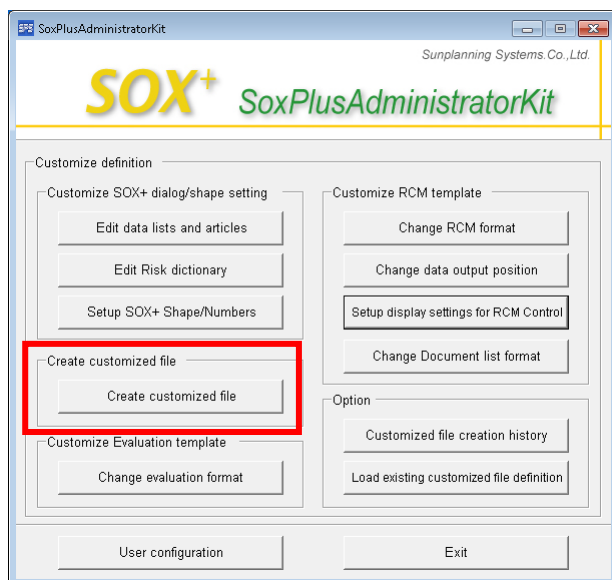 SPS SoxPlusAdministratorKit
Sunplanning Systems.Co.,Ltd.
SOX+ SoxPlusAdministratorKit
Customize definition
Customize SOX+ dialog/shape setting
Edit data lists and articles
Edit Risk dictionary
Setup SOX+ Shape/Numbers
Create customized file
Create customized file
Customize Evaluation template
Change evaluation format
Customize RCM template
Change RCM format
Change data output position
Setup display settings for RCM Control
Change Document list format
Option
Customized file creation history
Load existing customized file definition
User configuration
Exit